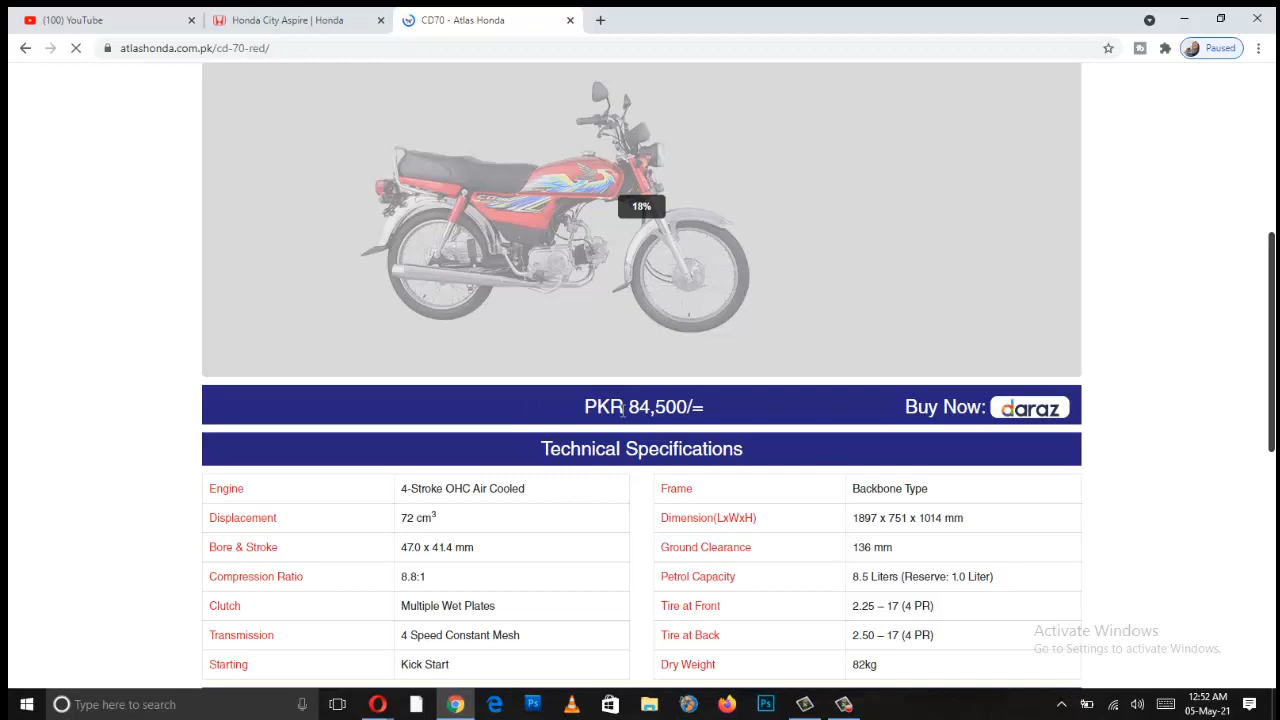 (100) YouTube
Honda City Aspire | Honda
CD70 - Atlas Honda
atlashonda.com.pk/cd-70-red/
Paused
18%
PKR 84,500/=
Buy Now: daraz
Technical Specifications
Engine 4-Stroke OHC Air Cooled
Displacement 72 cm³
Bore & Stroke 47.0 x 41.4 mm
Compression Ratio 8.8:1
Clutch Multiple Wet Plates
Transmission 4 Speed Constant Mesh
Starting Kick Start
Frame Backbone Type
Dimension(LxWxH) 1897 x 751 x 1014 mm
Ground Clearance 136 mm
Petrol Capacity 8.5 Liters (Reserve: 1.0 Liter)
Tire at Front 2.25 – 17 (4 PR)
Tire at Back 2.50 – 17 (4 PR)
Dry Weight 82kg
Activate Windows
Go to Settings to activate Windows.
Type here to search
12:52 AM
05-May-21